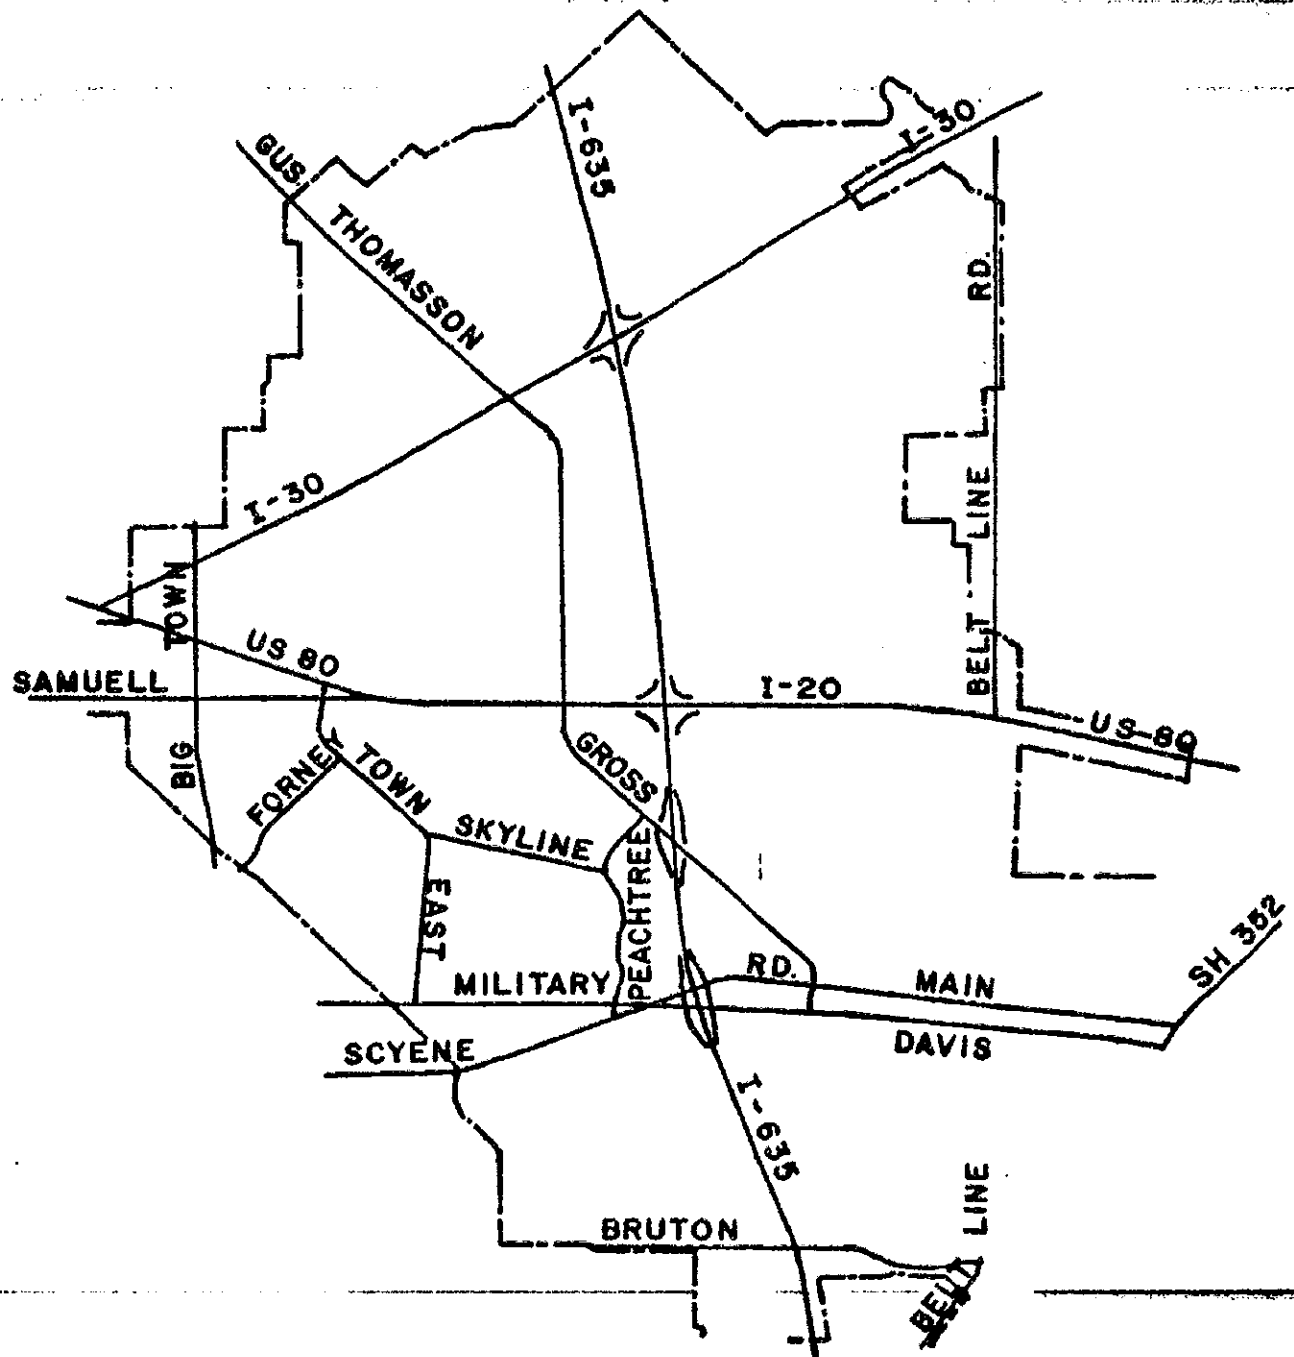 I-635
I-30
GUS.
THOMASSON
RD.
LINE
BELT
I-30
TOWN
BIG
US 80
SAMUELL
I-20
US-80
GROSS
FORNEY
TOWN
SKYLINE
EAST
PEACHTREE
MILITARY
RD.
MAIN
SH 352
SCYENE
DAVIS
I-635
BRUTON
LINE
BELT